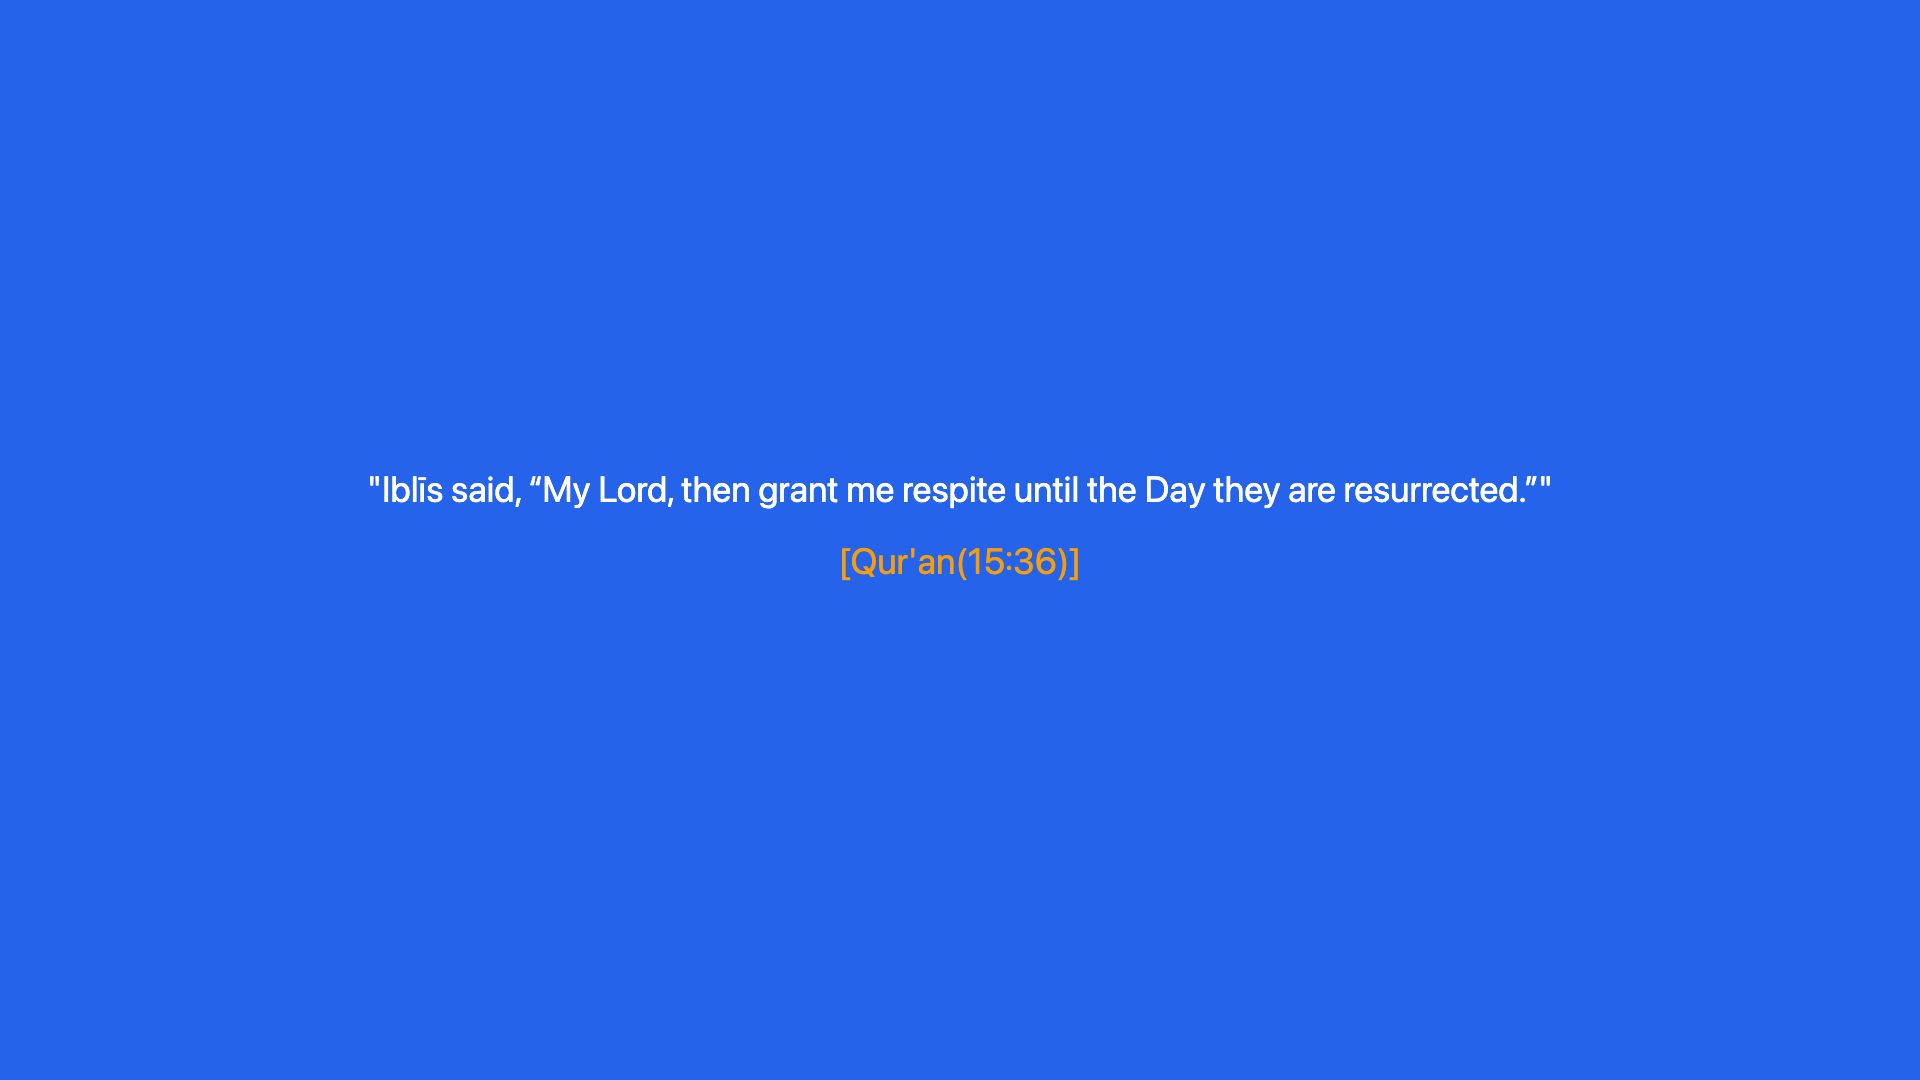 "Iblīs said, “My Lord, then grant me respite until the Day they are resurrected.”"
[Qur'an(15:36)]